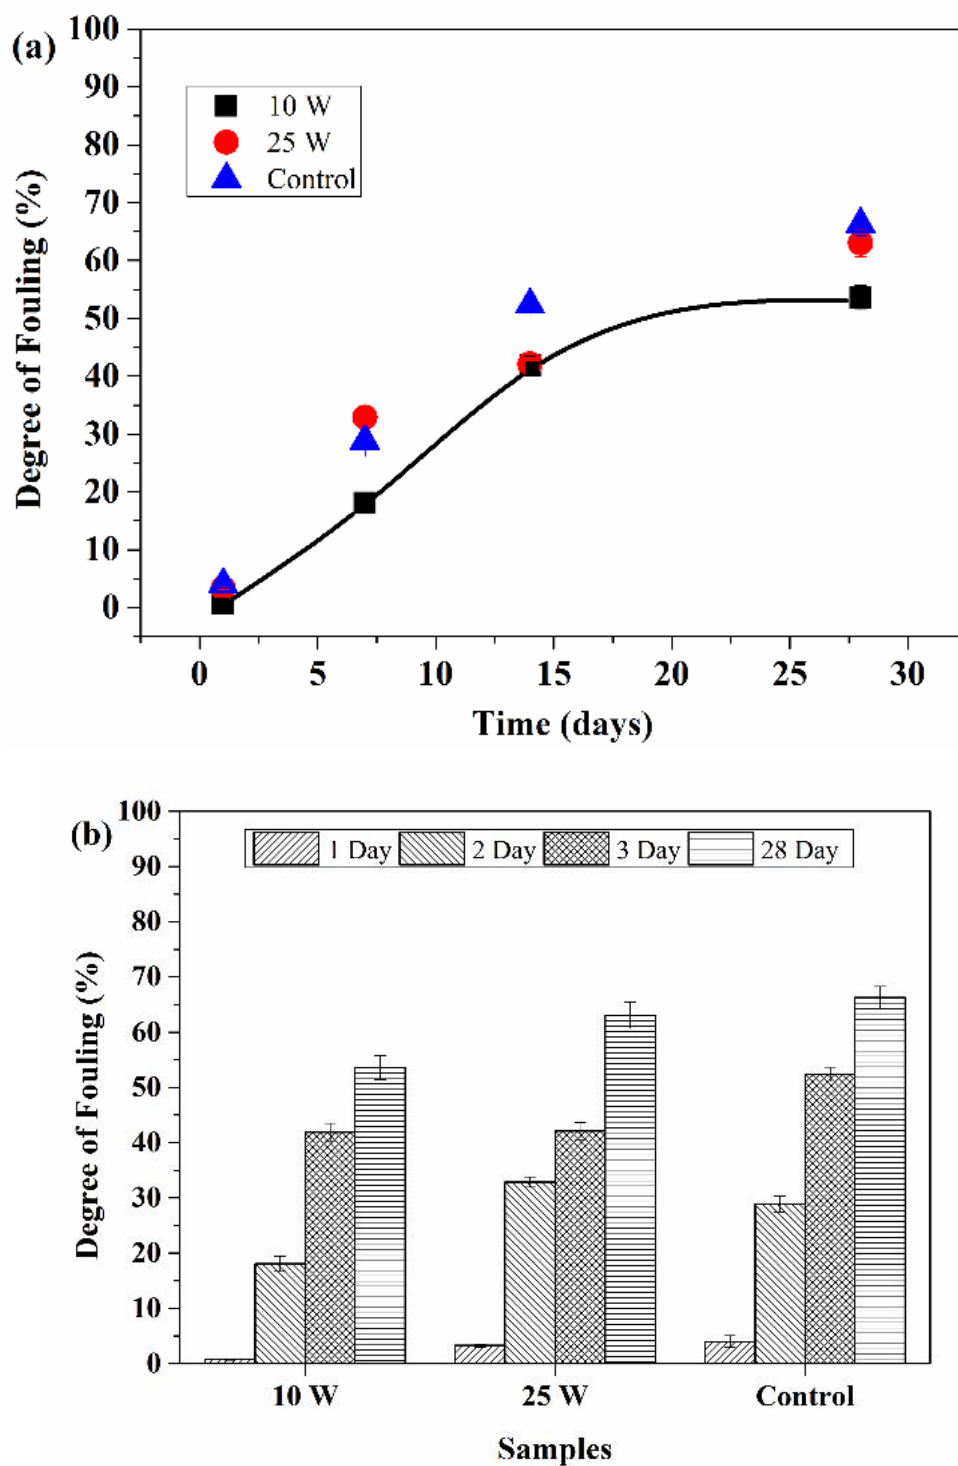 (a)
100
90
80
70
60
50
40
30
20
10
0
Degree of Fouling (%)
10 W
25 W
Control
0 5 10 15 20 25 30
Time (days)
(b)
100
90
80
70
60
50
40
30
20
10
0
Degree of Fouling (%)
1 Day 2 Day 3 Day 28 Day
10 W 25 W Control
Samples